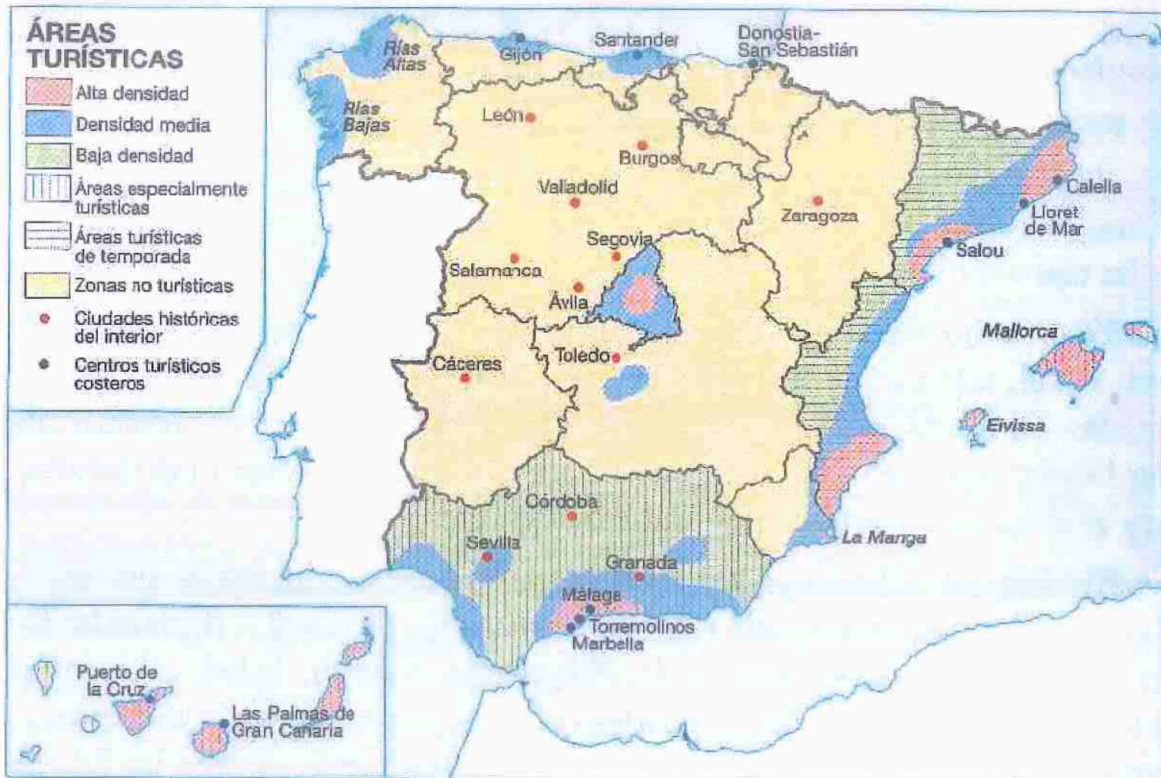 ÁREAS
TURÍSTICAS
Alta densidad
Densidad media
Baja densidad
Áreas especialmente
turísticas
Áreas turísticas
de temporada
Zonas no turísticas
Ciudades históricas
del interior
Centros turísticos
costeros
Rías
Altas
Rías
Bajas
Gijón
Santander
Donostia-
San Sebastián
León
Burgos
Valladolid
Zaragoza
Segovia
Salamanca
Ávila
Toledo
Cáceres
Calella
Lloret
de Mar
Salou
Mallorca
Eivissa
Córdoba
Sevilla
Granada
La Manga
Málaga
Torremolinos
Marbella
Puerto de
la Cruz
Las Palmas de
Gran Canaria